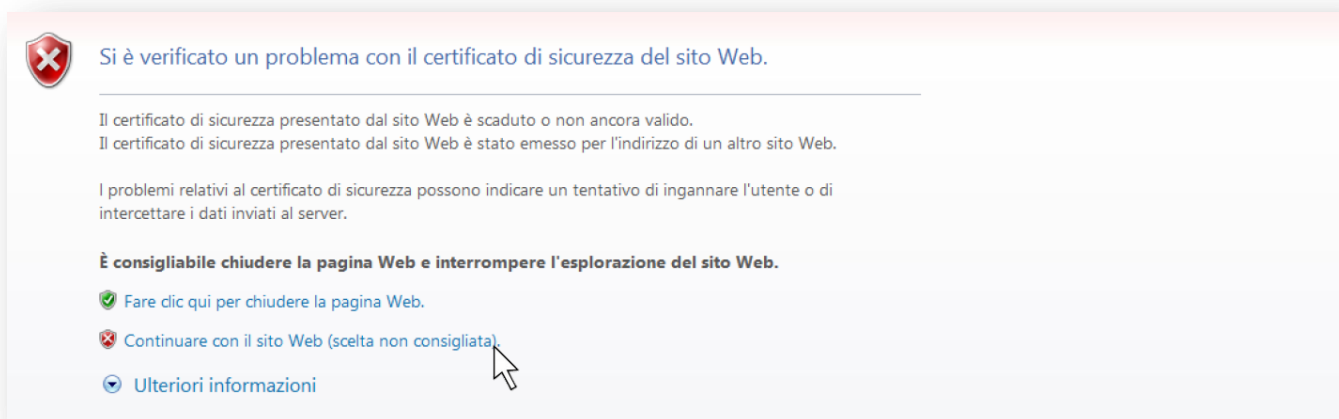 Si è verificato un problema con il certificato di sicurezza del sito Web.
Il certificato di sicurezza presentato dal sito Web è scaduto o non ancora valido.
Il certificato di sicurezza presentato dal sito Web è stato emesso per l'indirizzo di un altro sito Web.
I problemi relativi al certificato di sicurezza possono indicare un tentativo di ingannare l'utente o di
intercettare i dati inviati al server.
È consigliabile chiudere la pagina Web e interrompere l'esplorazione del sito Web.
Fare clic qui per chiudere la pagina Web.
Continuare con il sito Web (scelta non consigliata).
Ulteriori informazioni